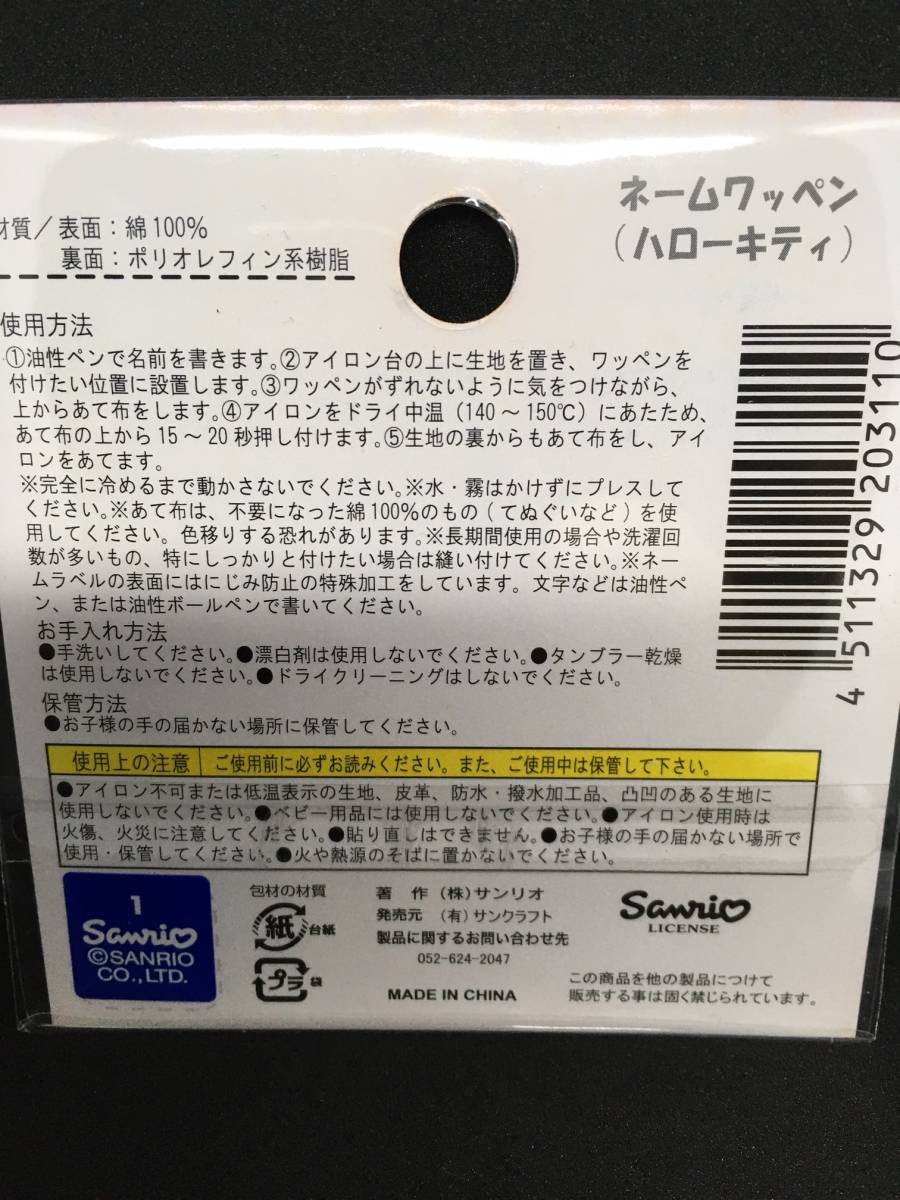 ネームワッペン
(ハローキティ)
材質/表面:綿100%
裏面:ポリオレフィン系樹脂
使用方法
①油性ペンで名前を書きます。②アイロン台の上に生地を置き、ワッペンを
付けたい位置に設置します。③ワッペンがずれないように気をつけながら、
上からあて布をします。④アイロンをドライ中温(140～150℃)にあたため、
あて布の上から15～20秒押し付けます。⑤生地の裏からもあて布をし、アイ
ロンをあてます。
※完全に冷めるまで動かさないでください。※水・霧はかけずにプレスして
ください。※あて布は、不要になった綿100%のもの(てぬぐいなど)を使
用してください。色移りする恐れがあります。※長期間使用の場合や洗濯回
数が多いもの、特にしっかりと付けたい場合は縫い付けてください。※ネー
ムラベルの表面にはにじみ防止の特殊加工をしています。文字などは油性ペ
ン、または油性ボールペンで書いてください。
お手入れ方法
●手洗いしてください。●漂白剤は使用しないでください。●タンブラー乾燥
は使用しないでください。●ドライクリーニングはしないでください。
保管方法
●お子様の手の届かない場所に保管してください。
4 511329 203110
使用上の注意 ご使用前に必ずお読みください。また、ご使用中は保管して下さい。
●アイロン不可または低温表示の生地、皮革、防水・撥水加工品、凸凹のある生地に
使用しないでください。●ベビー用品には使用しないでください。●アイロン使用時は
火傷、火災に注意してください。●貼り直しはできません。●お子様の手の届かない場所で
使用・保管してください。●火や熱源のそばに置かないでください。
1
Sanrio
©SANRIO
CO.,LTD.
包材の材質
紙 台紙
プラ 袋
著 作 (株)サンリオ
発売元 (有)サンクラフト
製品に関するお問い合わせ先
052-624-2047
MADE IN CHINA
Sanrio
LICENSE
この商品を他の製品につけて
販売する事は固く禁じられています。